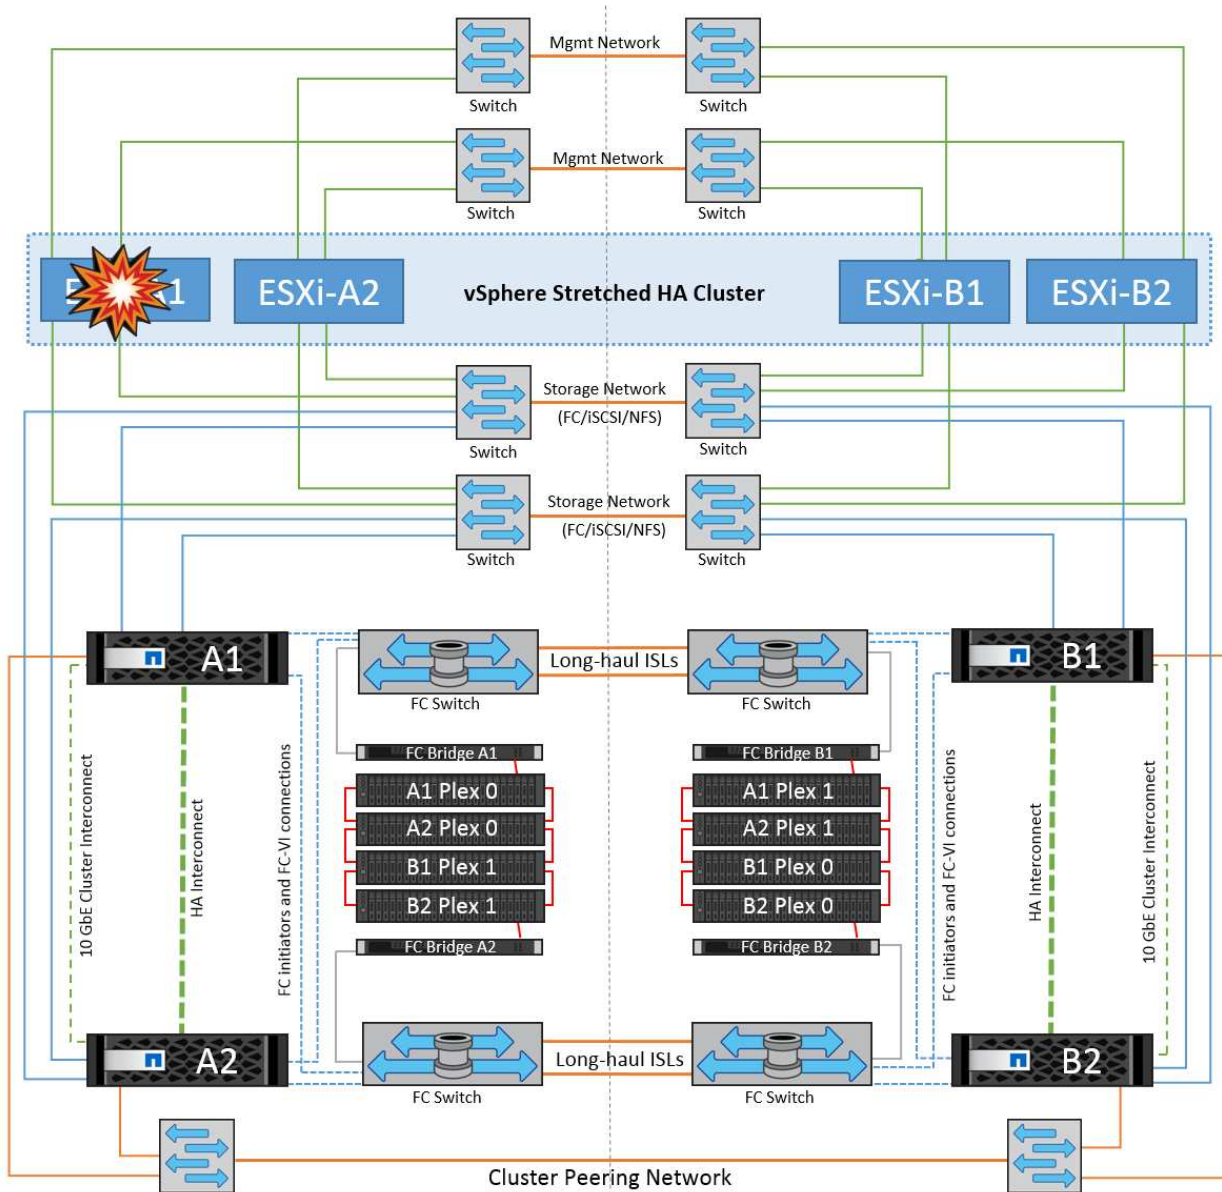 Mgmt Network
Switch
Switch
Mgmt Network
Switch
Switch
ESXi-A2
vSphere Stretched HA Cluster
ESXi-B1
ESXi-B2
Storage Network
(FC/iSCSI/NFS)
Switch
Switch
Storage Network
(FC/iSCSI/NFS)
Switch
Switch
A1
B1
Long-haul ISLs
FC Switch
FC Switch
FC Bridge A1
FC Bridge B1
A1 Plex 0
A1 Plex 1
A2 Plex 0
A2 Plex 1
B1 Plex 1
B1 Plex 0
B2 Plex 1
B2 Plex 0
FC Bridge A2
FC Bridge B2
10 GbE Cluster Interconnect
HA Interconnect
FC initiators and FC-VI connections
FC initiators and FC-VI connections
HA Interconnect
10 GbE Cluster Interconnect
A2
B2
Long-haul ISLs
FC Switch
FC Switch
Cluster Peering Network